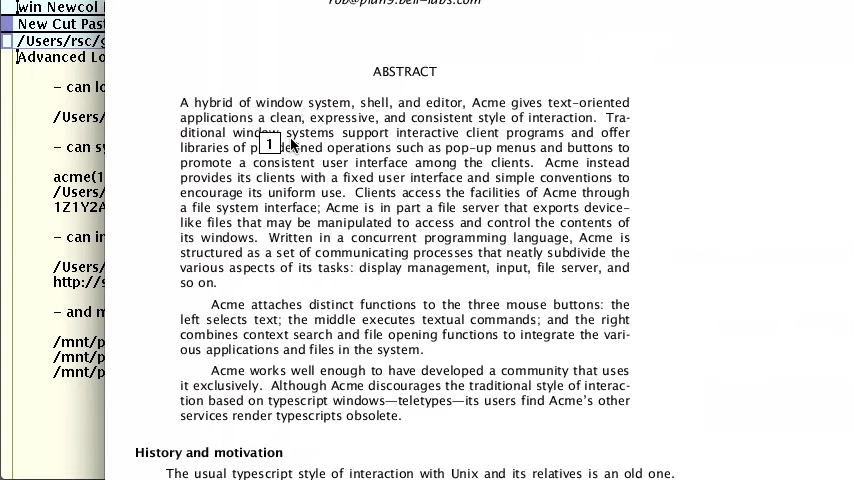 win Newcol
New Cut Past
/Users/rsc/g
Advanced Lo
– can lo
/Users/
– can sy
acme(1
/Users/
1Z1Y2A
– can in
/Users/
http://s
– and m
/mnt/p
/mnt/p
/mnt/p
rob@plan9.bell-labs.com
ABSTRACT
A hybrid of window system, shell, and editor, Acme gives text-oriented
applications a clean, expressive, and consistent style of interaction. Tra-
ditional window systems support interactive client programs and offer
libraries of 1 operations such as pop-up menus and buttons to
promote a consistent user interface among the clients. Acme instead
provides its clients with a fixed user interface and simple conventions to
encourage its uniform use. Clients access the facilities of Acme through
a file system interface; Acme is in part a file server that exports device-
like files that may be manipulated to access and control the contents of
its windows. Written in a concurrent programming language, Acme is
structured as a set of communicating processes that neatly subdivide the
various aspects of its tasks: display management, input, file server, and
so on.
Acme attaches distinct functions to the three mouse buttons: the
left selects text; the middle executes textual commands; and the right
combines context search and file opening functions to integrate the vari-
ous applications and files in the system.
Acme works well enough to have developed a community that uses
it exclusively. Although Acme discourages the traditional style of interac-
tion based on typescript windows—teletypes—its users find Acme's other
services render typescripts obsolete.
History and motivation
The usual typescript style of interaction with Unix and its relatives is an old one.